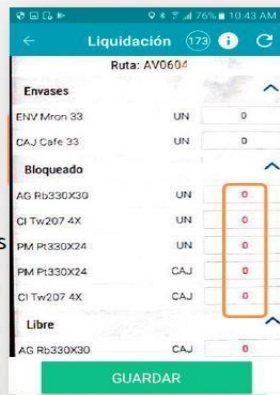 76% 10:43 AM
Liquidación 173 i
Ruta: AV0604
Envases
ENV Mron 33 UN 0
CAJ Cafe 33 UN 0
Bloqueado
AG Rb330X30 UN 0
CI Tw207 4X UN 0
PM Pt330X24 UN 0
PM Pt330X24 CAJ 0
CI Tw207 4X CAJ 0
Libre
AG Rb330X30 CAJ 0
GUARDAR
s